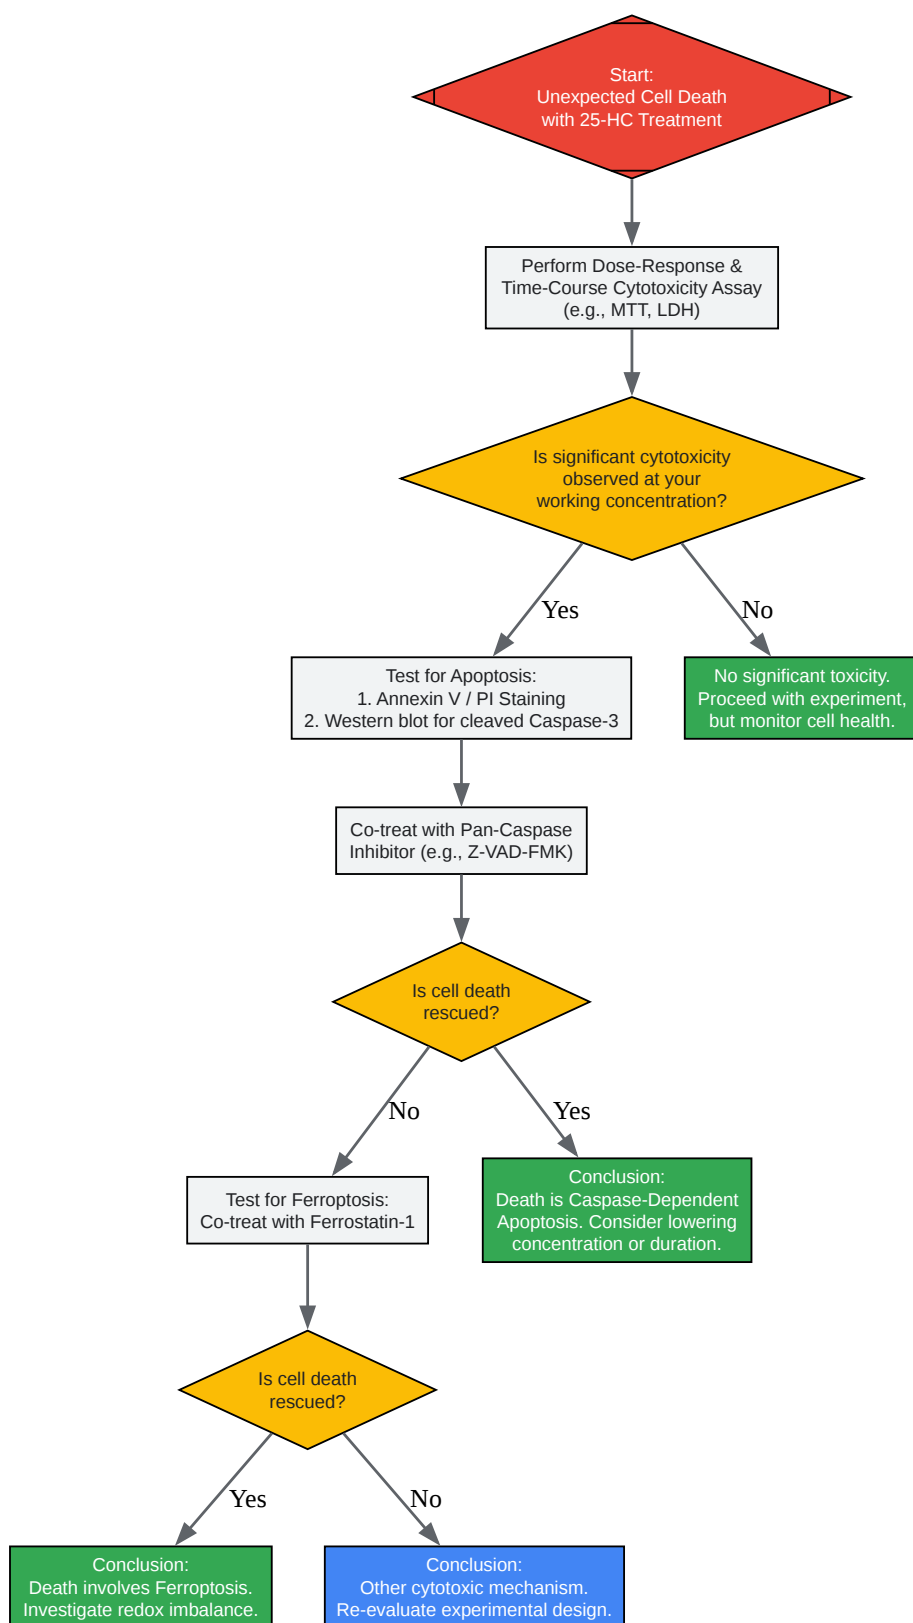 Start:
Unexpected Cell Death
with 25-HC Treatment
Perform Dose-Response &
Time-Course Cytotoxicity Assay
(e.g., MTT, LDH)
Is significant cytotoxicity
observed at your
working concentration?
Yes
No
Test for Apoptosis:
1. Annexin V / PI Staining
2. Western blot for cleaved Caspase-3
No significant toxicity.
Proceed with experiment,
but monitor cell health.
Co-treat with Pan-Caspase
Inhibitor (e.g., Z-VAD-FMK)
Is cell death
rescued?
No
Yes
Test for Ferroptosis:
Co-treat with Ferrostatin-1
Conclusion:
Death is Caspase-Dependent
Apoptosis. Consider lowering
concentration or duration.
Is cell death
rescued?
Yes
No
Conclusion:
Death involves Ferroptosis.
Investigate redox imbalance.
Conclusion:
Other cytotoxic mechanism.
Re-evaluate experimental design.